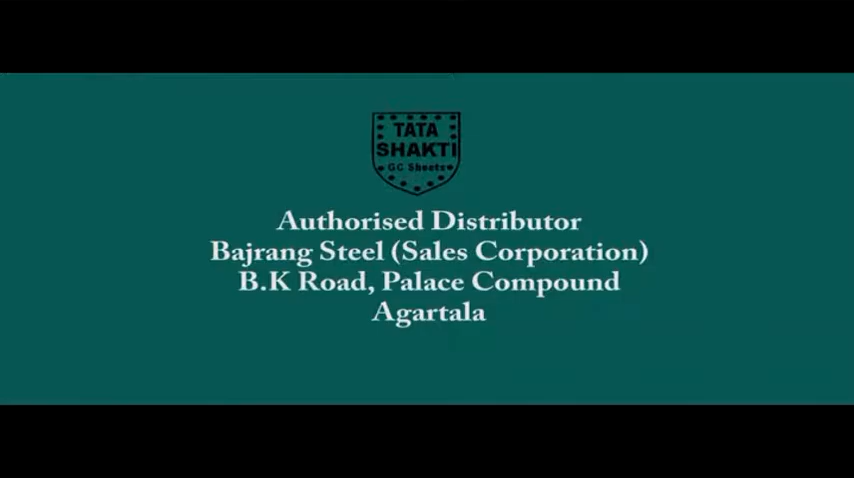 TATA
SHAKTI
GC Sheets
Authorised Distributor
Bajrang Steel (Sales Corporation)
B.K Road, Palace Compound
Agartala